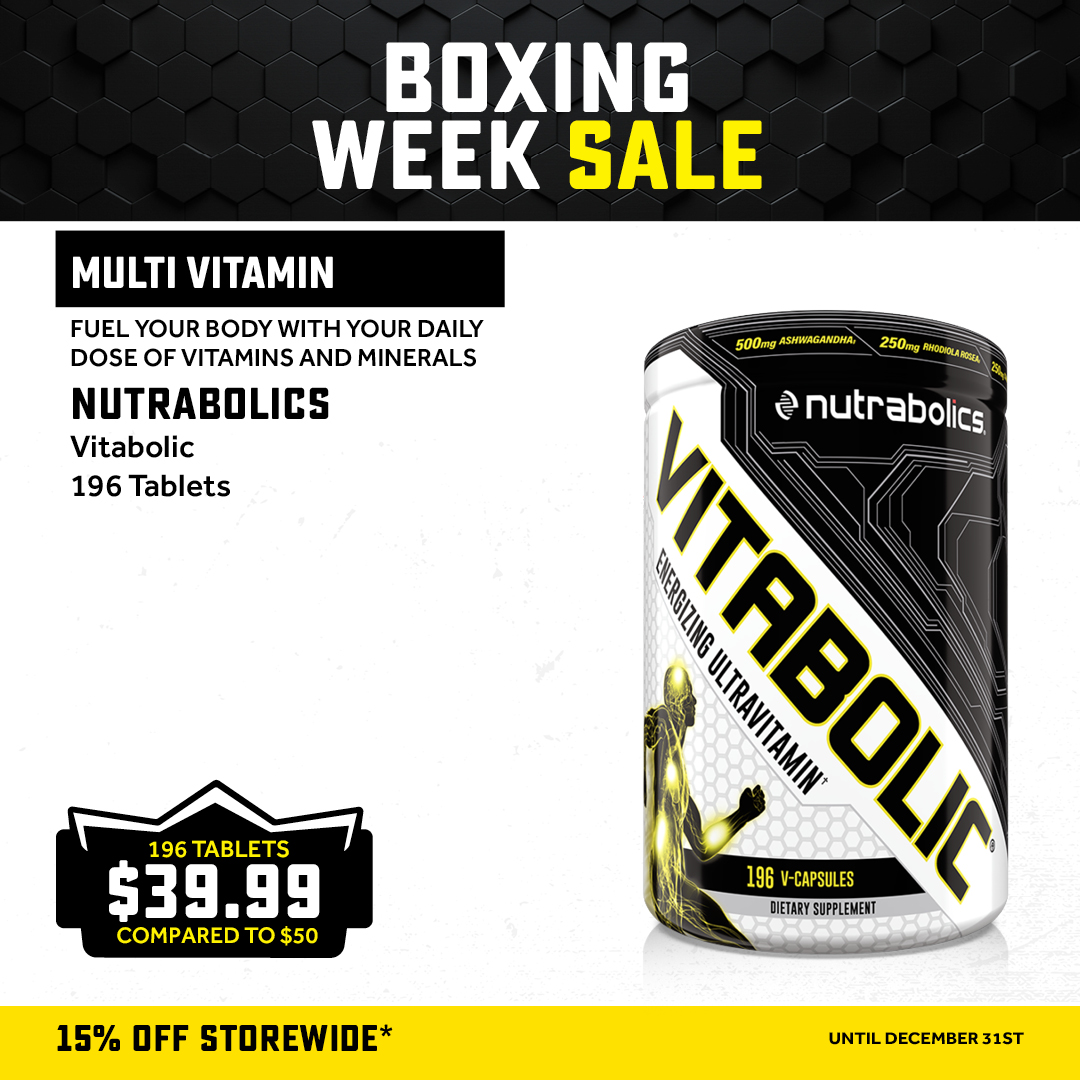 BOXING
WEEK SALE
MULTI VITAMIN
FUEL YOUR BODY WITH YOUR DAILY
DOSE OF VITAMINS AND MINERALS
NUTRABOLICS
Vitabolic
196 Tablets
500mg ASHWAGANDHA, 250mg RHODIOLA ROSEA,
nutrabolics®
VITABOLIC®
ENERGIZING ULTRAVITAMIN†
196 V-CAPSULES
DIETARY SUPPLEMENT
196 TABLETS
$39.99
COMPARED TO $50
15% OFF STOREWIDE*
UNTIL DECEMBER 31ST